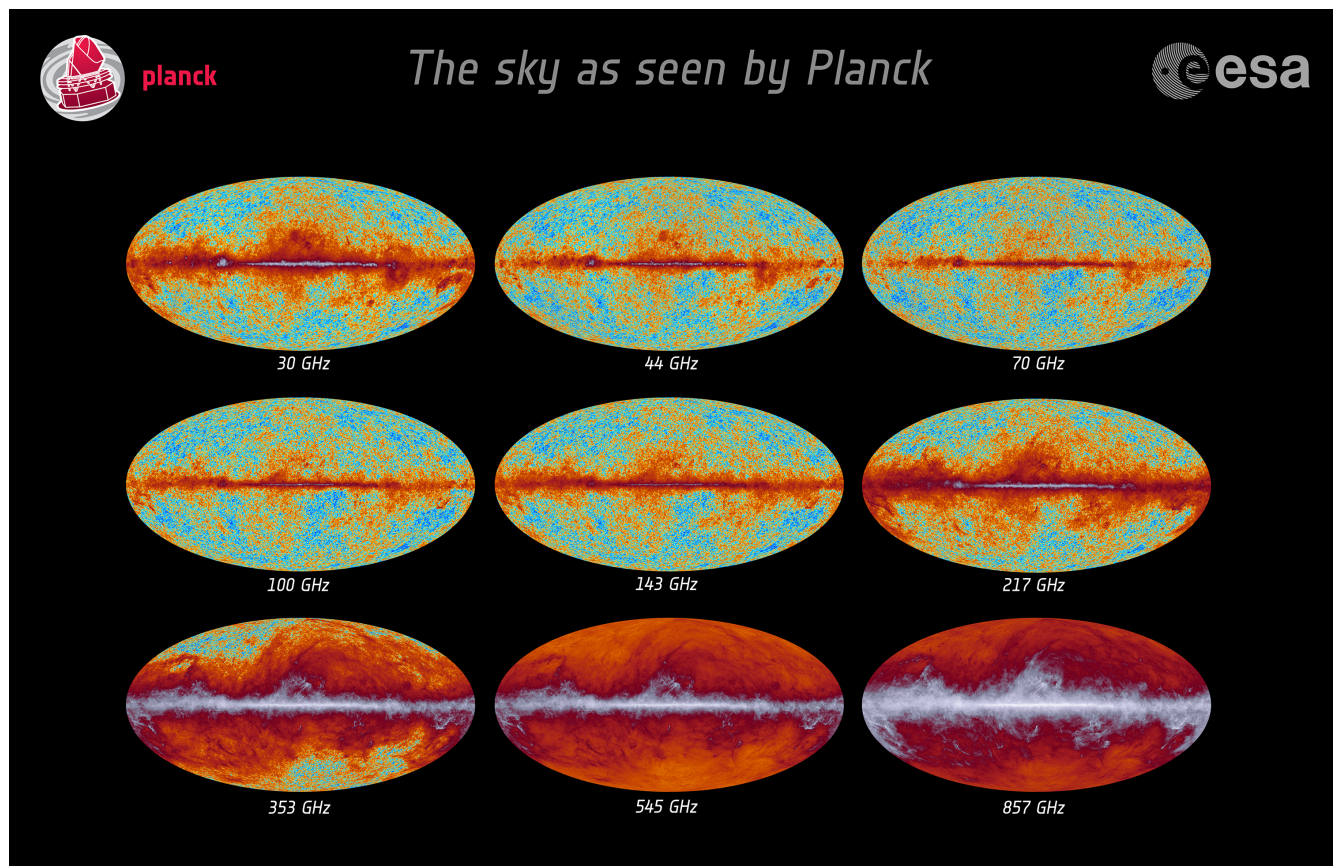 planck
The sky as seen by Planck
esa
30 GHz
44 GHz
70 GHz
100 GHz
143 GHz
217 GHz
353 GHz
545 GHz
857 GHz